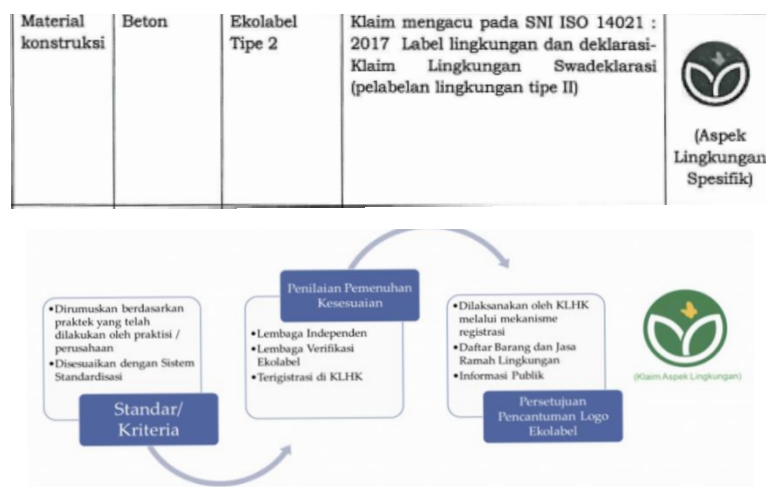 Material konstruksi
Beton
Ekolabel Tipe 2
Klaim mengacu pada SNI ISO 14021 :
2017 Label lingkungan dan deklarasi-
Klaim Lingkungan Swadeklarasi
(pelabelan lingkungan tipe II)
(Aspek
Lingkungan
Spesifik)
•Dirumuskan berdasarkan
praktek yang telah
dilakukan oleh praktisi /
perusahaan
•Disesuaikan dengan Sistem
Standardisasi
Standar/
Kriteria
Penilaian Pemenuhan
Kesesuaian
•Lembaga Independen
•Lembaga Verifikasi
Ekolabel
•Terigistrasi di KLHK
•Dilaksanakan oleh KLHK
melalui mekanisme
registrasi
•Daftar Barang dan Jasa
Ramah Lingkungan
•Informasi Publik
Persetujuan
Pencantuman Logo
Ekolabel
(Klaim Aspek Lingkungan)